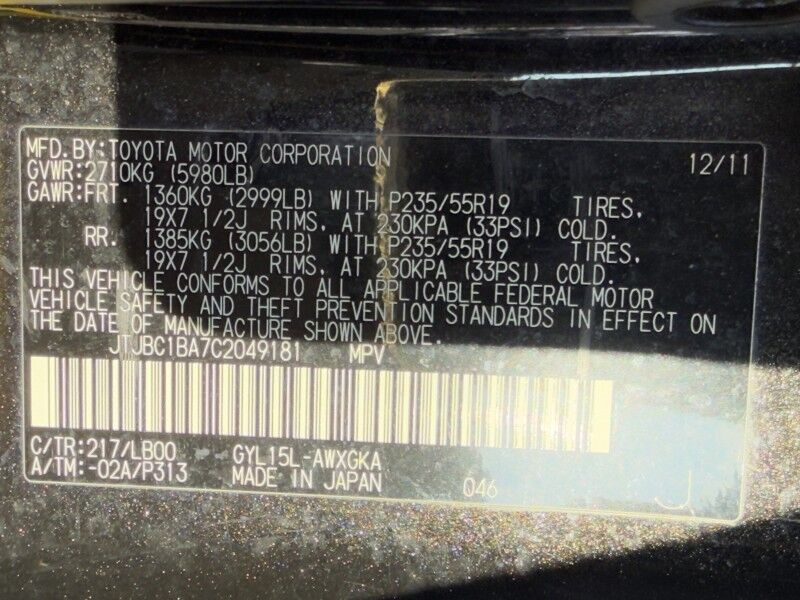 MFD.BY:TOYOTA MOTOR CORPORATION 12/11
GVWR:2710KG (5980LB)
GAWR:FRT. 1360KG (2999LB) WITH P235/55R19 TIRES,
19X7 1/2J RIMS, AT 230KPA (33PSI) COLD.
RR. 1385KG (3056LB) WITH P235/55R19 TIRES,
19X7 1/2J RIMS, AT 230KPA (33PSI) COLD.
THIS VEHICLE CONFORMS TO ALL APPLICABLE FEDERAL MOTOR
VEHICLE SAFETY AND THEFT PREVENTION STANDARDS IN EFFECT ON
THE DATE OF MANUFACTURE SHOWN ABOVE.
JTJBC1BA7C2049181 MPV
C/TR:217/LB00 GYL15L-AWXGKA
A/TM:-02A/P313 MADE IN JAPAN 046 J